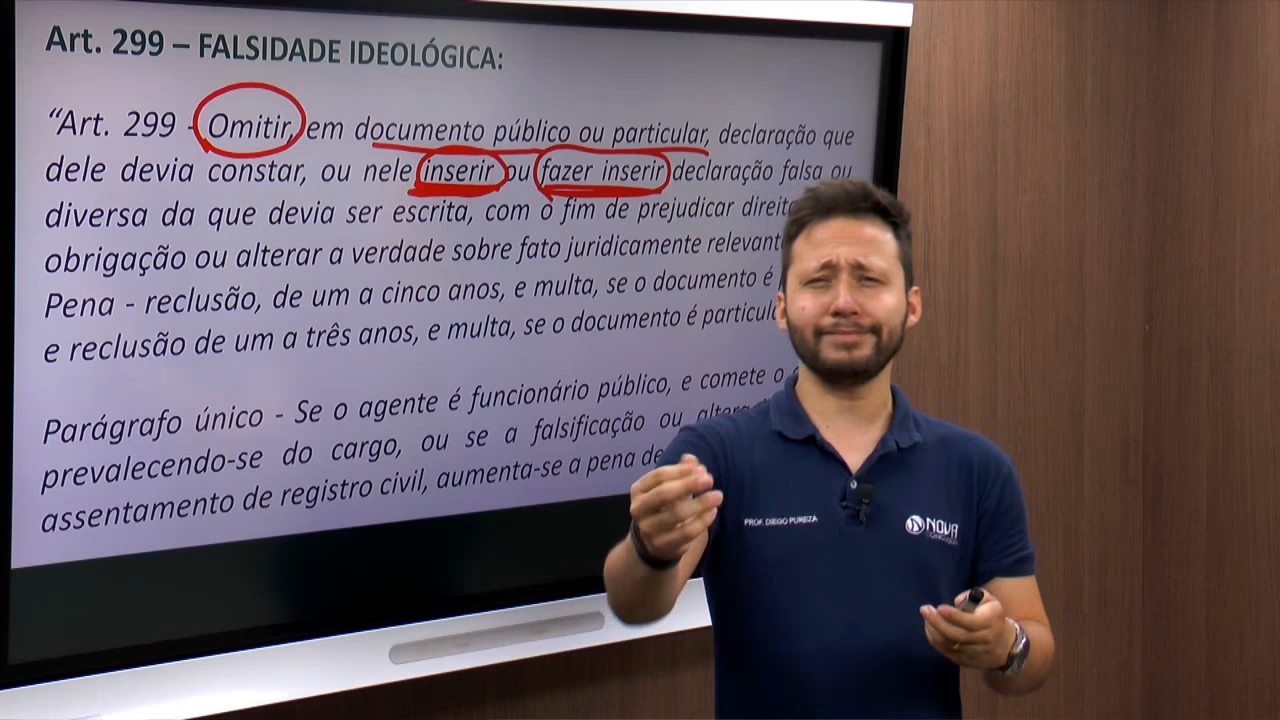 Art. 299 – FALSIDADE IDEOLÓGICA:
“Art. 299 - Omitir, em documento público ou particular, declaração que
dele devia constar, ou nele inserir ou fazer inserir declaração falsa ou
diversa da que devia ser escrita, com o fim de prejudicar
obrigação ou alterar a verdade sobre fato juridicamente
Pena - reclusão, de um a cinco anos, e multa, se o documento é
e reclusão de um a três anos, e multa, se o documento é
Parágrafo único - Se o agente é funcionário público, e comete o
prevalecendo-se do cargo, ou se a falsificação ou
assentamento de registro civil, aumenta-se a pena de
PROF. DIEGO PUREZA
NOVA